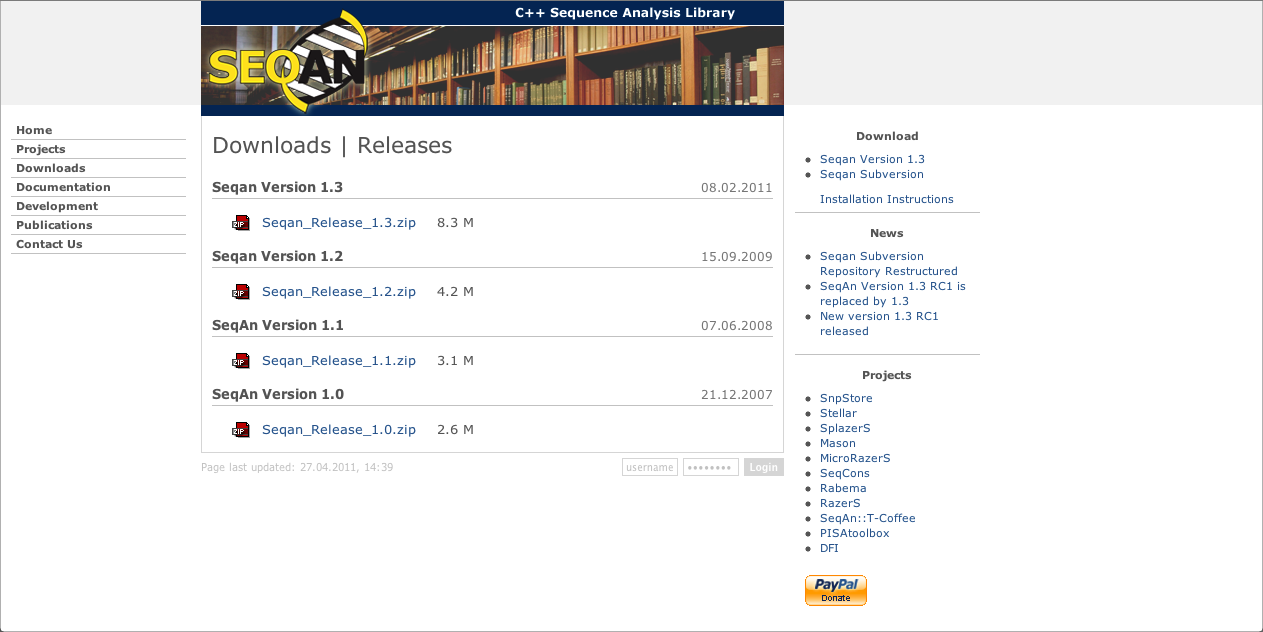 C++ Sequence Analysis Library
SEQAN
Home
Projects
Downloads
Documentation
Development
Publications
Contact Us
Downloads | Releases
Seqan Version 1.3 08.02.2011
ZIP Seqan_Release_1.3.zip 8.3 M
Seqan Version 1.2 15.09.2009
ZIP Seqan_Release_1.2.zip 4.2 M
SeqAn Version 1.1 07.06.2008
ZIP Seqan_Release_1.1.zip 3.1 M
SeqAn Version 1.0 21.12.2007
ZIP Seqan_Release_1.0.zip 2.6 M
Page last updated: 27.04.2011, 14:39 username •••••••• Login
Download
• Seqan Version 1.3
• Seqan Subversion
Installation Instructions
News
• Seqan Subversion
Repository Restructured
• SeqAn Version 1.3 RC1 is
replaced by 1.3
• New version 1.3 RC1
released
Projects
• SnpStore
• Stellar
• SplazerS
• Mason
• MicroRazerS
• SeqCons
• Rabema
• RazerS
• SeqAn::T-Coffee
• PISAtoolbox
• DFI
PayPal
Donate